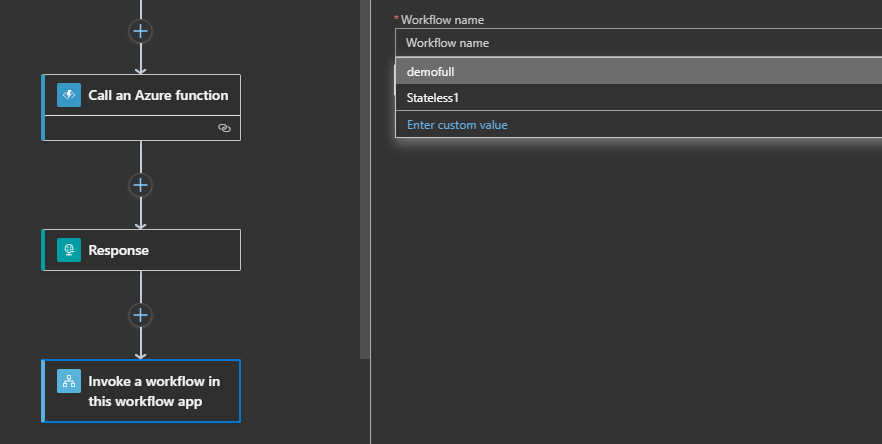 Call an Azure function
Response
Invoke a workflow in
this workflow app
*Workflow name
Workflow name
demofull
Stateless1
Enter custom value